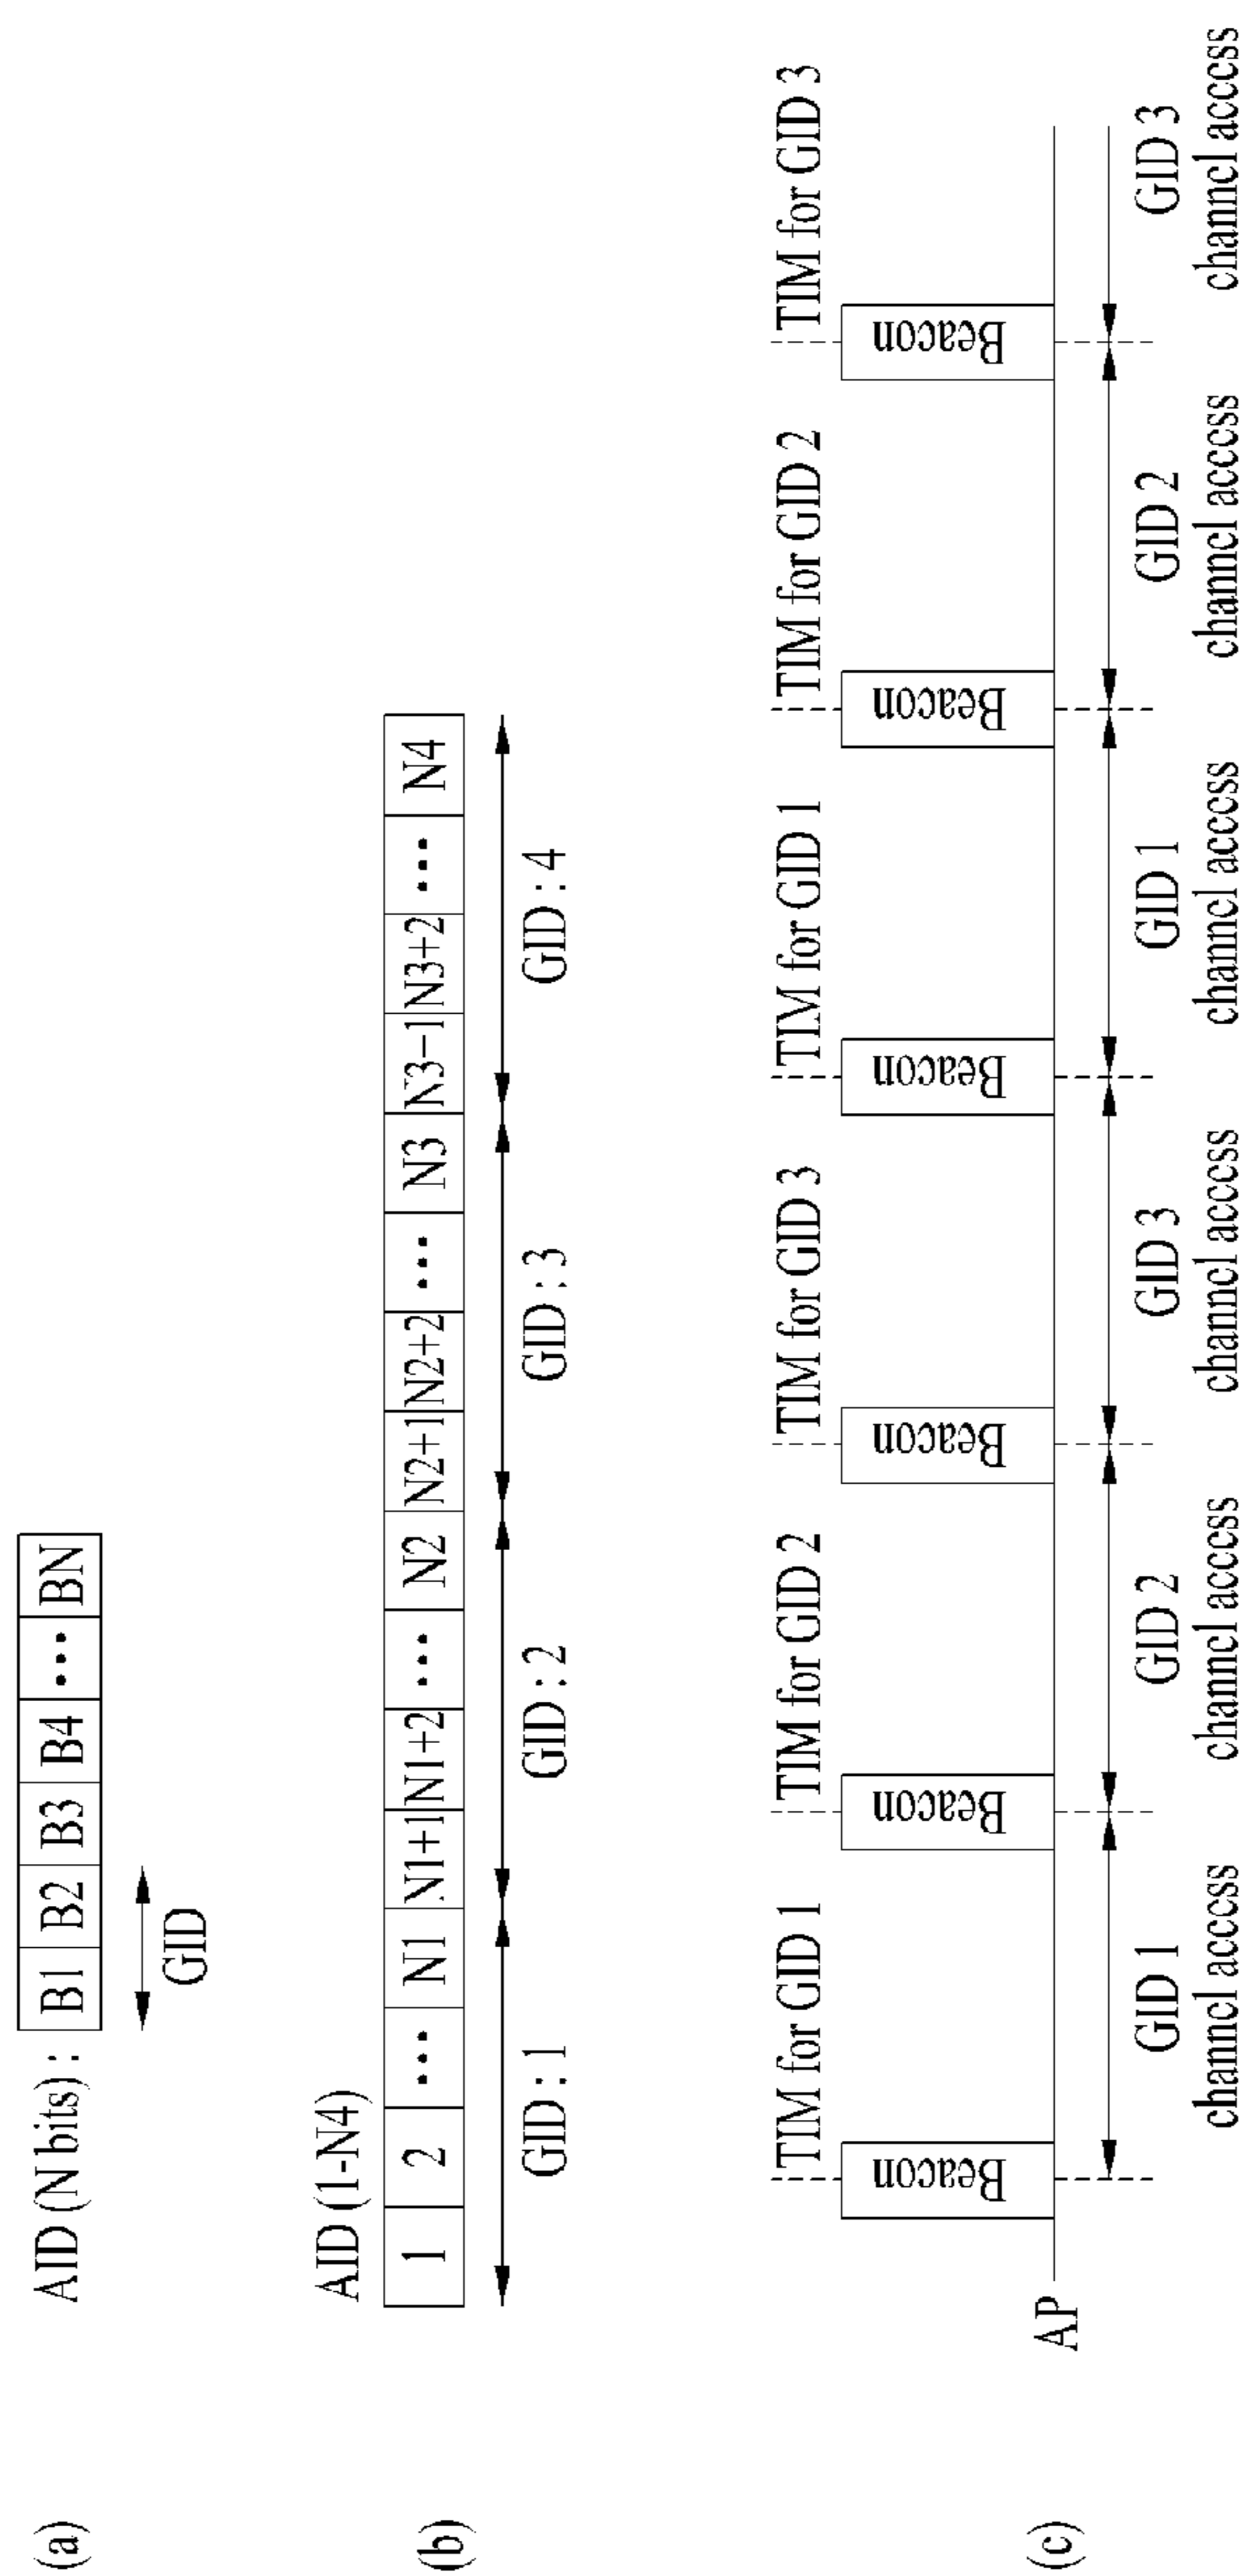 (a)
AID (N bits) :
B1 B2 B3 B4 ... BN
GID
(b)
AID (1-N4)
1 2 ... N1 N1+1 N1+2 ... N2 N2+1 N2+2 ... N3 N3-1 N3+2 ... N4
GID : 1 GID : 2 GID : 3 GID : 4
(c)
TIM for GID 1 TIM for GID 2 TIM for GID 3 TIM for GID 1 TIM for GID 2 TIM for GID 3
Beacon Beacon Beacon Beacon Beacon Beacon
AP
GID 1 GID 2 GID 3 GID 1 GID 2 GID 3
channel access channel access channel access channel access channel access channel access